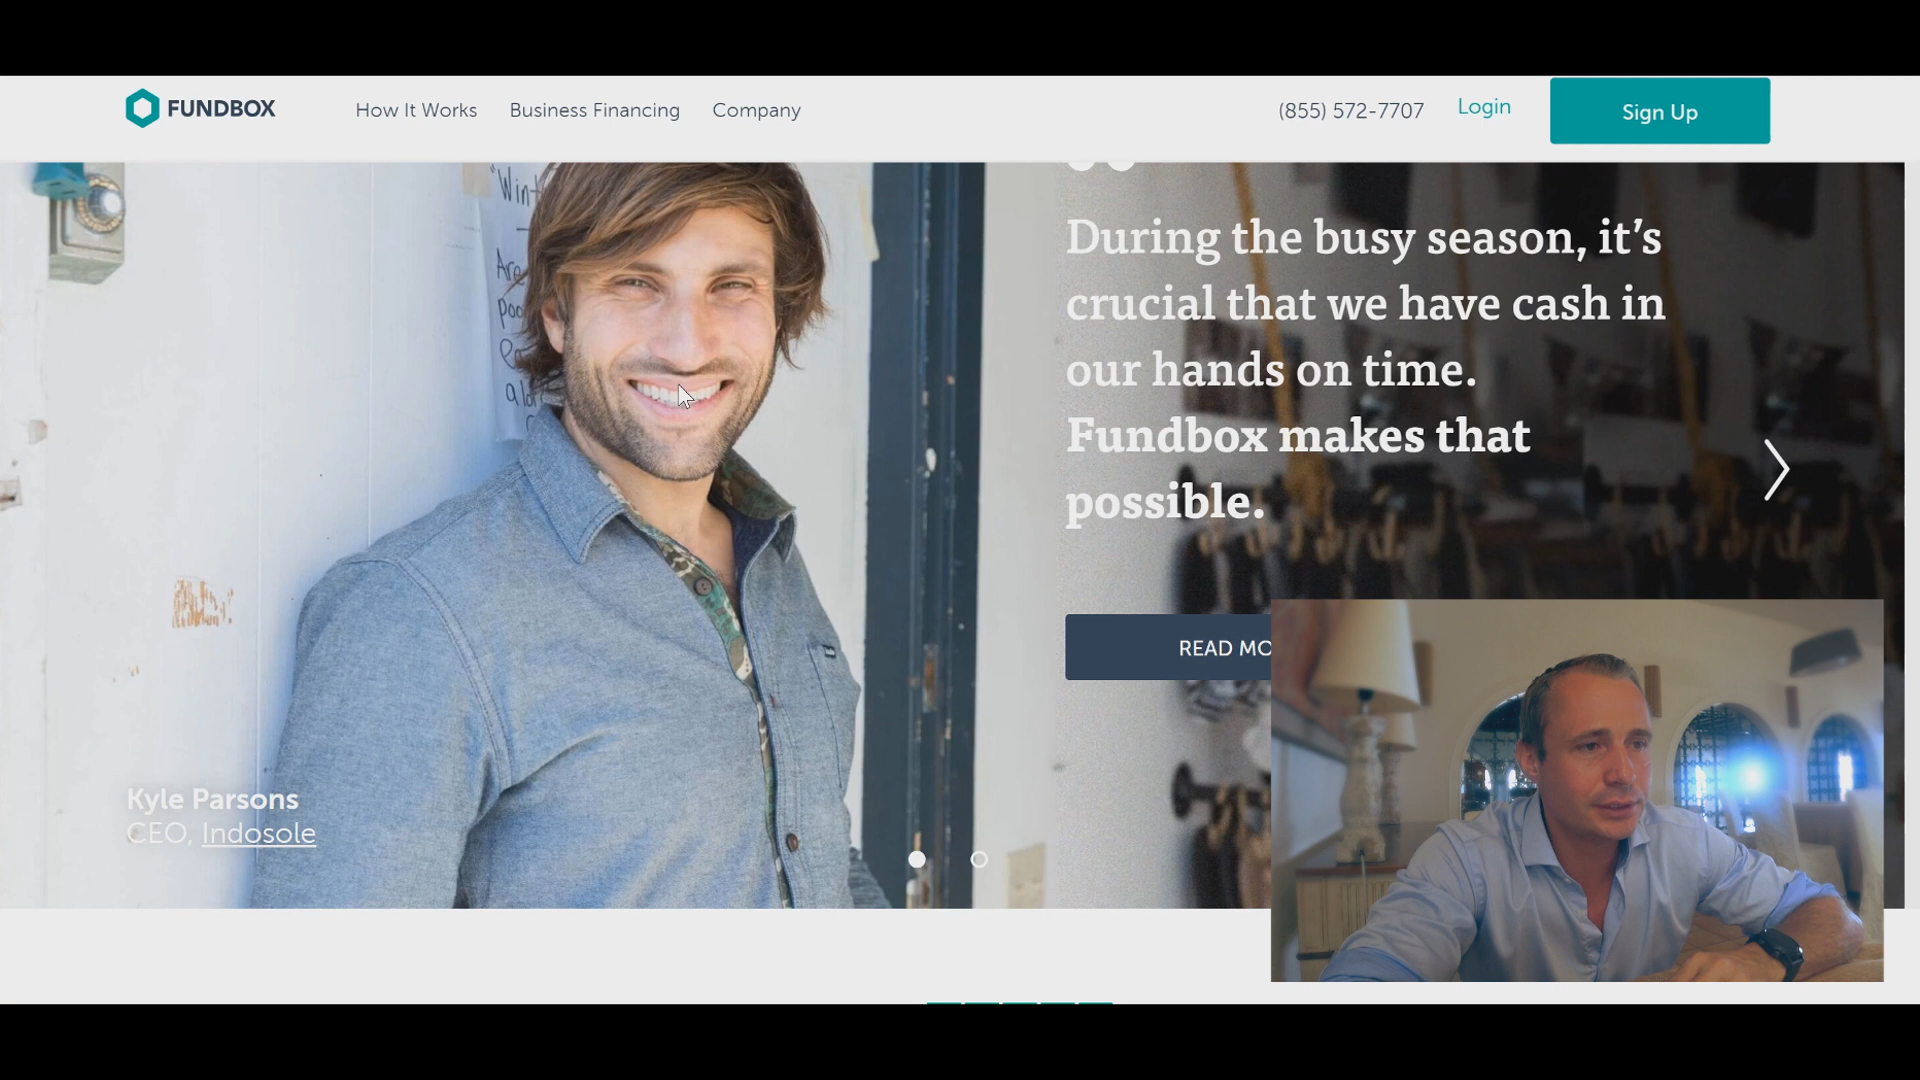 FUNDBOX
How It Works
Business Financing
Company
(855) 572-7707
Login
Sign Up
During the busy season, it's
crucial that we have cash in
our hands on time.
Fundbox makes that
possible.
READ MO
Kyle Parsons
CEO, Indosole
Are